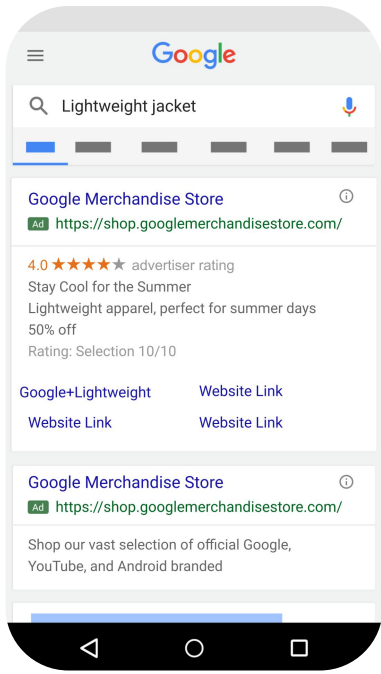 Google
Lightweight jacket
Google Merchandise Store
Ad https://shop.googlemerchandisestore.com/
4.0 ★★★★★ advertiser rating
Stay Cool for the Summer
Lightweight apparel, perfect for summer days
50% off
Rating: Selection 10/10
Google+Lightweight Website Link
Website Link Website Link
Google Merchandise Store
Ad https://shop.googlemerchandisestore.com/
Shop our vast selection of official Google,
YouTube, and Android branded